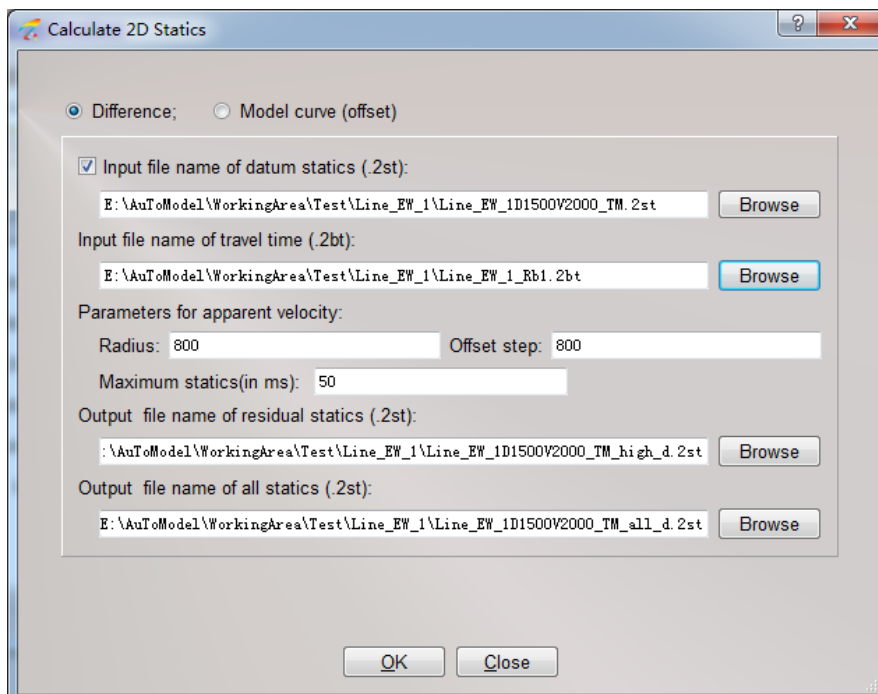 Calculate 2D Statics
Difference; Model curve (offset)
Input file name of datum statics (.2st):
E:\AuToModel\WorkingArea\Test\Line_EW_1\Line_EW_1D1500V2000_TM.2st Browse
Input file name of travel time (.2bt):
E:\AuToModel\WorkingArea\Test\Line_EW_1\Line_EW_1_Rb1.2bt Browse
Parameters for apparent velocity:
Radius: 800 Offset step: 800
Maximum statics(in ms): 50
Output file name of residual statics (.2st):
:\AuToModel\WorkingArea\Test\Line_EW_1\Line_EW_1D1500V2000_TM_high_d.2st Browse
Output file name of all statics (.2st):
E:\AuToModel\WorkingArea\Test\Line_EW_1\Line_EW_1D1500V2000_TM_all_d.2st Browse
OK Close